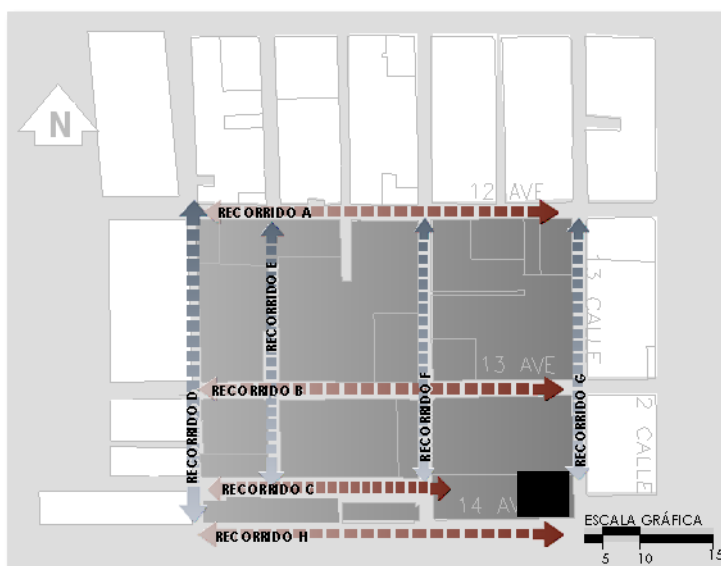 N
12 AVE
RECORRIDO A
RECORRIDO E
13 CALLE
13 AVE
RECORRIDO B
RECORRIDO D
RECORRIDO F
RECORRIDO G
2 CALLE
RECORRIDO C
14 AV
ESCALA GRÁFICA
RECORRIDO H
5 10 15